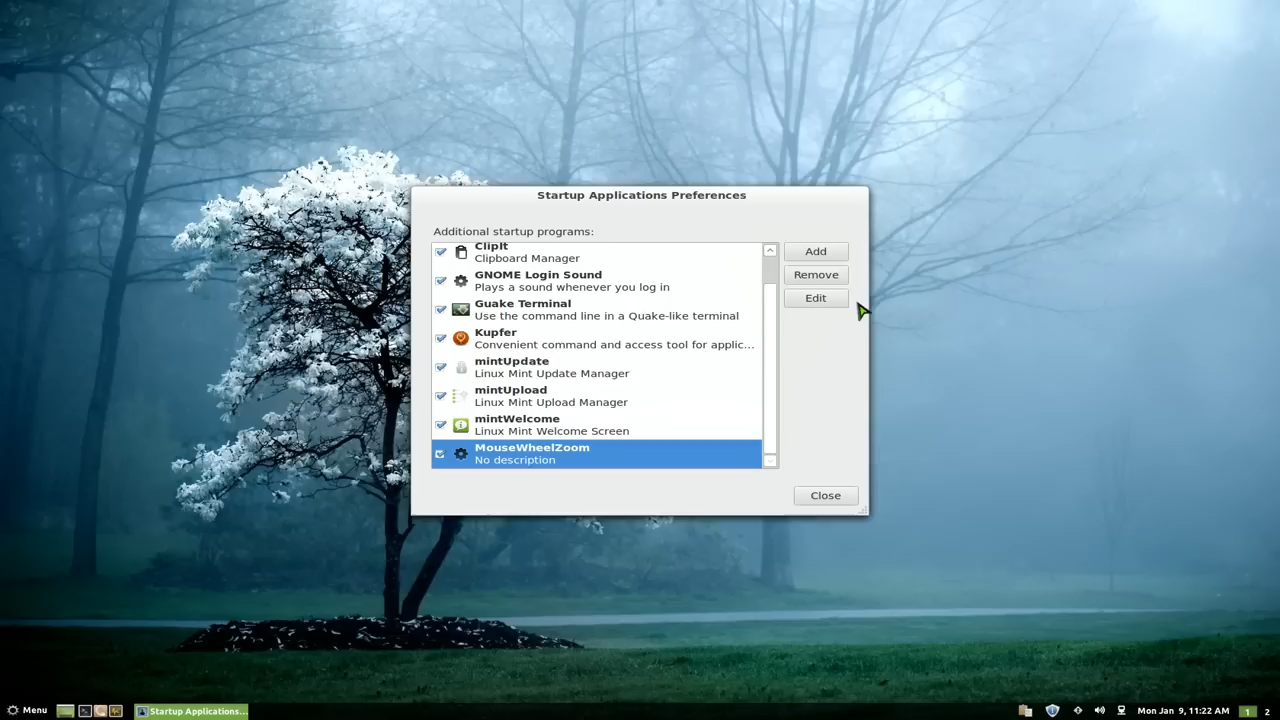 Startup Applications Preferences
Additional startup programs:
ClipIt
Clipboard Manager
GNOME Login Sound
Plays a sound whenever you log in
Guake Terminal
Use the command line in a Quake-like terminal
Kupfer
Convenient command and access tool for applic...
mintUpdate
Linux Mint Update Manager
mintUpload
Linux Mint Upload Manager
mintWelcome
Linux Mint Welcome Screen
MouseWheelZoom
No description
Add
Remove
Edit
Close
Menu
Startup Applications...
Mon Jan 9, 11:22 AM
1
2